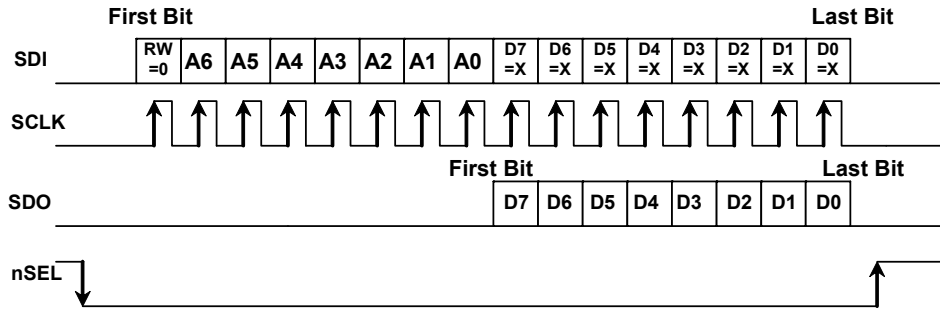 First Bit Last Bit
SDI RW =0 A6 A5 A4 A3 A2 A1 A0 D7 =X D6 =X D5 =X D4 =X D3 =X D2 =X D1 =X D0 =X
SCLK
First Bit Last Bit
SDO D7 D6 D5 D4 D3 D2 D1 D0
nSEL